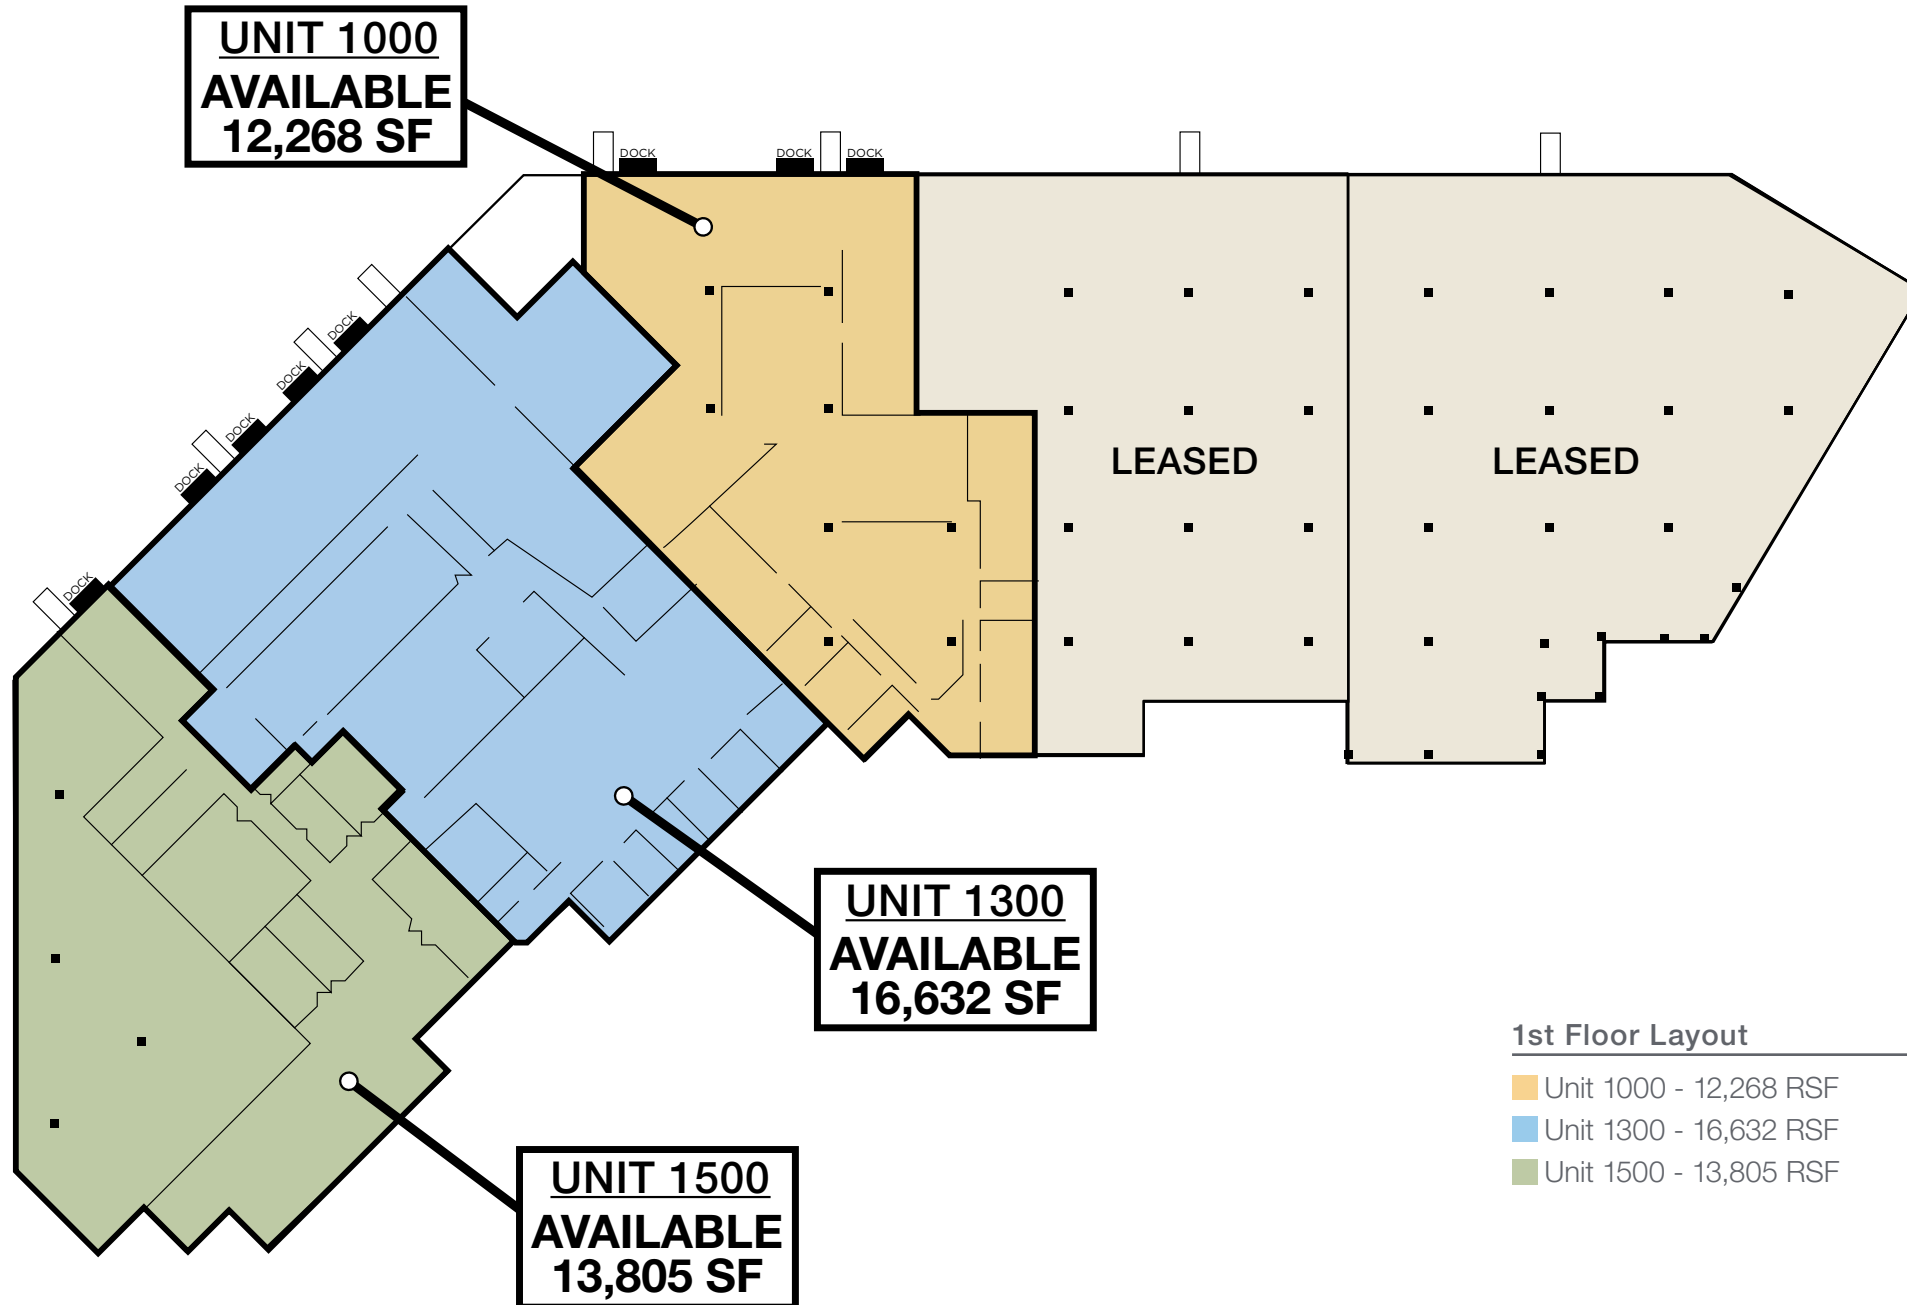 UNIT 1000
AVAILABLE
12,268 SF
DOCK
DOCK
DOCK
DOCK
DOCK
DOCK
DOCK
DOCK
LEASED
LEASED
UNIT 1300
AVAILABLE
16,632 SF
UNIT 1500
AVAILABLE
13,805 SF
1st Floor Layout
Unit 1000 - 12,268 RSF
Unit 1300 - 16,632 RSF
Unit 1500 - 13,805 RSF